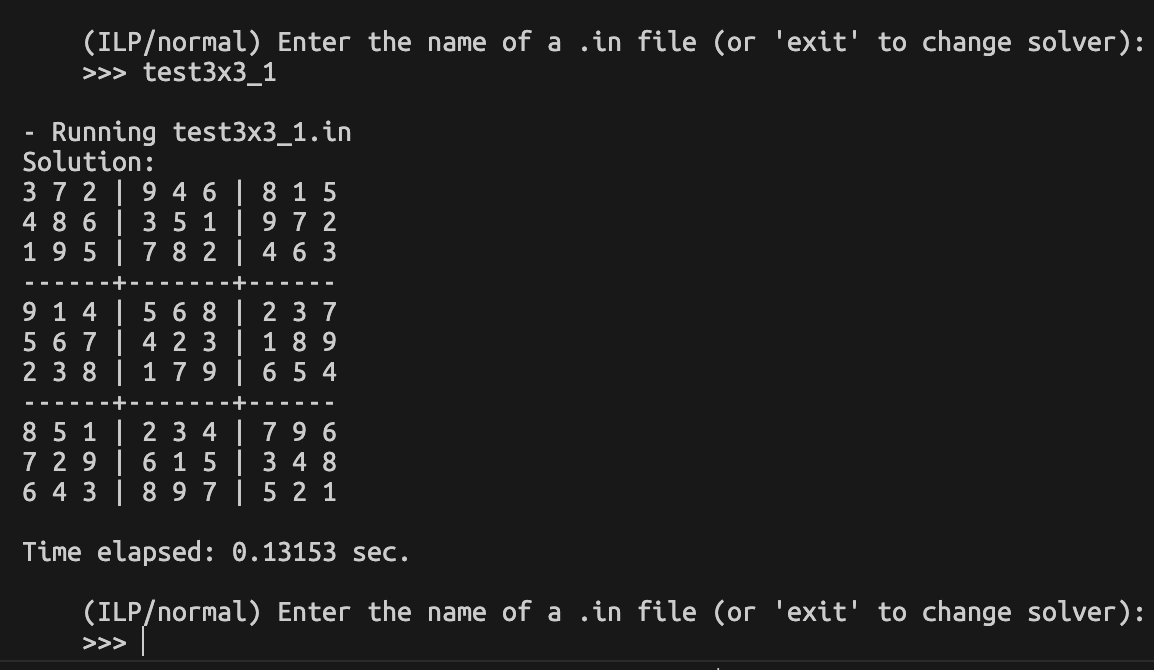 (ILP/normal) Enter the name of a .in file (or 'exit' to change solver):
>>> test3x3_1
- Running test3x3_1.in
Solution:
3 7 2 | 9 4 6 | 8 1 5
4 8 6 | 3 5 1 | 9 7 2
1 9 5 | 7 8 2 | 4 6 3
------+-------+------
9 1 4 | 5 6 8 | 2 3 7
5 6 7 | 4 2 3 | 1 8 9
2 3 8 | 1 7 9 | 6 5 4
------+-------+------
8 5 1 | 2 3 4 | 7 9 6
7 2 9 | 6 1 5 | 3 4 8
6 4 3 | 8 9 7 | 5 2 1
Time elapsed: 0.13153 sec.
(ILP/normal) Enter the name of a .in file (or 'exit' to change solver):
>>>